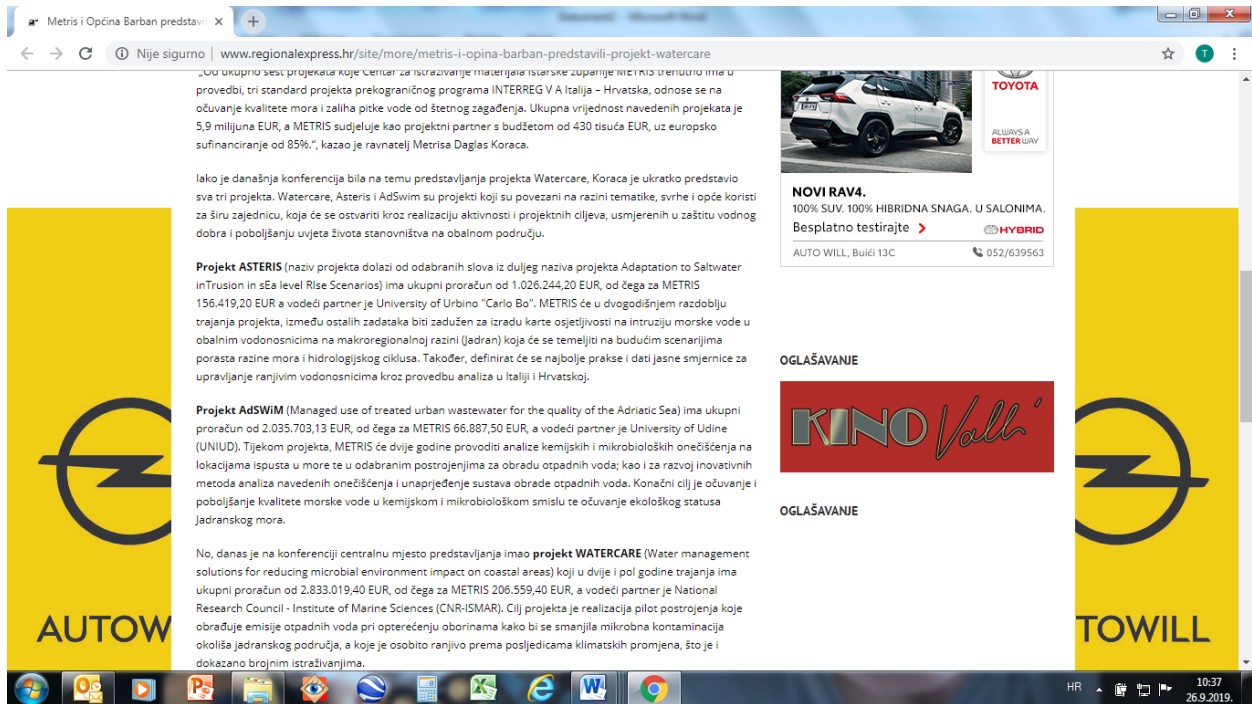 Metris i Općina Barban predstavi
Nije sigurno | www.regionalexpress.hr/site/more/metris-i-opina-barban-predstavili-projekt-watercare
T
„Od ukupno šest projekata koje Centar za istraživanje materijala Istarske županije METRIS trenutno ima u
provedbi, tri standard projekta prekograničnog programa INTERREG V A Italija – Hrvatska, odnose se na
očuvanje kvalitete mora i zaliha pitke vode od štetnog zagađenja. Ukupna vrijednost navedenih projekata je
5,9 milijuna EUR, a METRIS sudjeluje kao projektni partner s budžetom od 430 tisuća EUR, uz europsko
sufinanciranje od 85%.“, kazao je ravnatelj Metrisa Daglas Koraca.
Iako je današnja konferencija bila na temu predstavljanja projekta Watercare, Koraca je ukratko predstavio
sva tri projekta. Watercare, Asteris i AdSwim su projekti koji su povezani na razini tematike, svrhe i opće koristi
za širu zajednicu, koja će se ostvariti kroz realizaciju aktivnosti i projektnih ciljeva, usmjerenih u zaštitu vodnog
dobra i poboljšanju uvjeta života stanovništva na obalnom području.
Projekt ASTERIS (naziv projekta dolazi od odabranih slova iz duljeg naziva projekta Adaptation to Saltwater
inTrusion in sEa level RIse Scenarios) ima ukupni proračun od 1.026.244,20 EUR, od čega za METRIS
156.419,20 EUR a vodeći partner je University of Urbino "Carlo Bo". METRIS će u dvogodišnjem razdoblju
trajanja projekta, između ostalih zadataka biti zadužen za izradu karte osjetljivosti na intruziju morske vode u
obalnim vodonosnicima na makroregionalnoj razini (Jadran) koja će se temeljiti na budućim scenarijima
porasta razine mora i hidrologijskog ciklusa. Također, definirat će se najbolje prakse i dati jasne smjernice za
upravljanje ranjivim vodonosnicima kroz provedbu analiza u Italiji i Hrvatskoj.
Projekt AdSWiM (Managed use of treated urban wastewater for the quality of the Adriatic Sea) ima ukupni
proračun od 2.035.703,13 EUR, od čega za METRIS 66.887,50 EUR, a vodeći partner je University of Udine
(UNIUD). Tijekom projekta, METRIS će dvije godine provoditi analize kemijskih i mikrobioloških onečišćenja na
lokacijama ispusta u more te u odabranim postrojenjima za obradu otpadnih voda; kao i za razvoj inovativnih
metoda analiza navedenih onečišćenja i unaprjeđenje sustava obrade otpadnih voda. Konačni cilj je očuvanje i
poboljšanje kvalitete morske vode u kemijskom i mikrobiološkom smislu te očuvanje ekološkog statusa
Jadranskog mora.
No, danas je na konferenciji centralnu mjesto predstavljanja imao projekt WATERCARE (Water management
solutions for reducing microbial environment impact on coastal areas) koji u dvije i pol godine trajanja ima
ukupni proračun od 2.833.019,40 EUR, od čega za METRIS 206.559,40 EUR, a vodeći partner je National
Research Council - Institute of Marine Sciences (CNR-ISMAR). Cilj projekta je realizacija pilot postrojenja koje
obrađuje emisije otpadnih voda pri opterećenju oborinama kako bi se smanjila mikrobna kontaminacija
okoliša jadranskog područja, a koje je osobito ranjivo prema posljedicama klimatskih promjena, što je i
dokazano brojnim istraživanjima.
TOYOTA
ALWAYS A
BETTER WAY
NOVI RAV4.
100% SUV. 100% HIBRIDNA SNAGA. U SALONIMA.
Besplatno testirajte
HYBRID
AUTO WILL, Buići 13C
052/639563
OGLAŠAVANJE
KINO Valli
OGLAŠAVANJE
AUTOW
TOWILL
HR
10:37
26.9.2019.